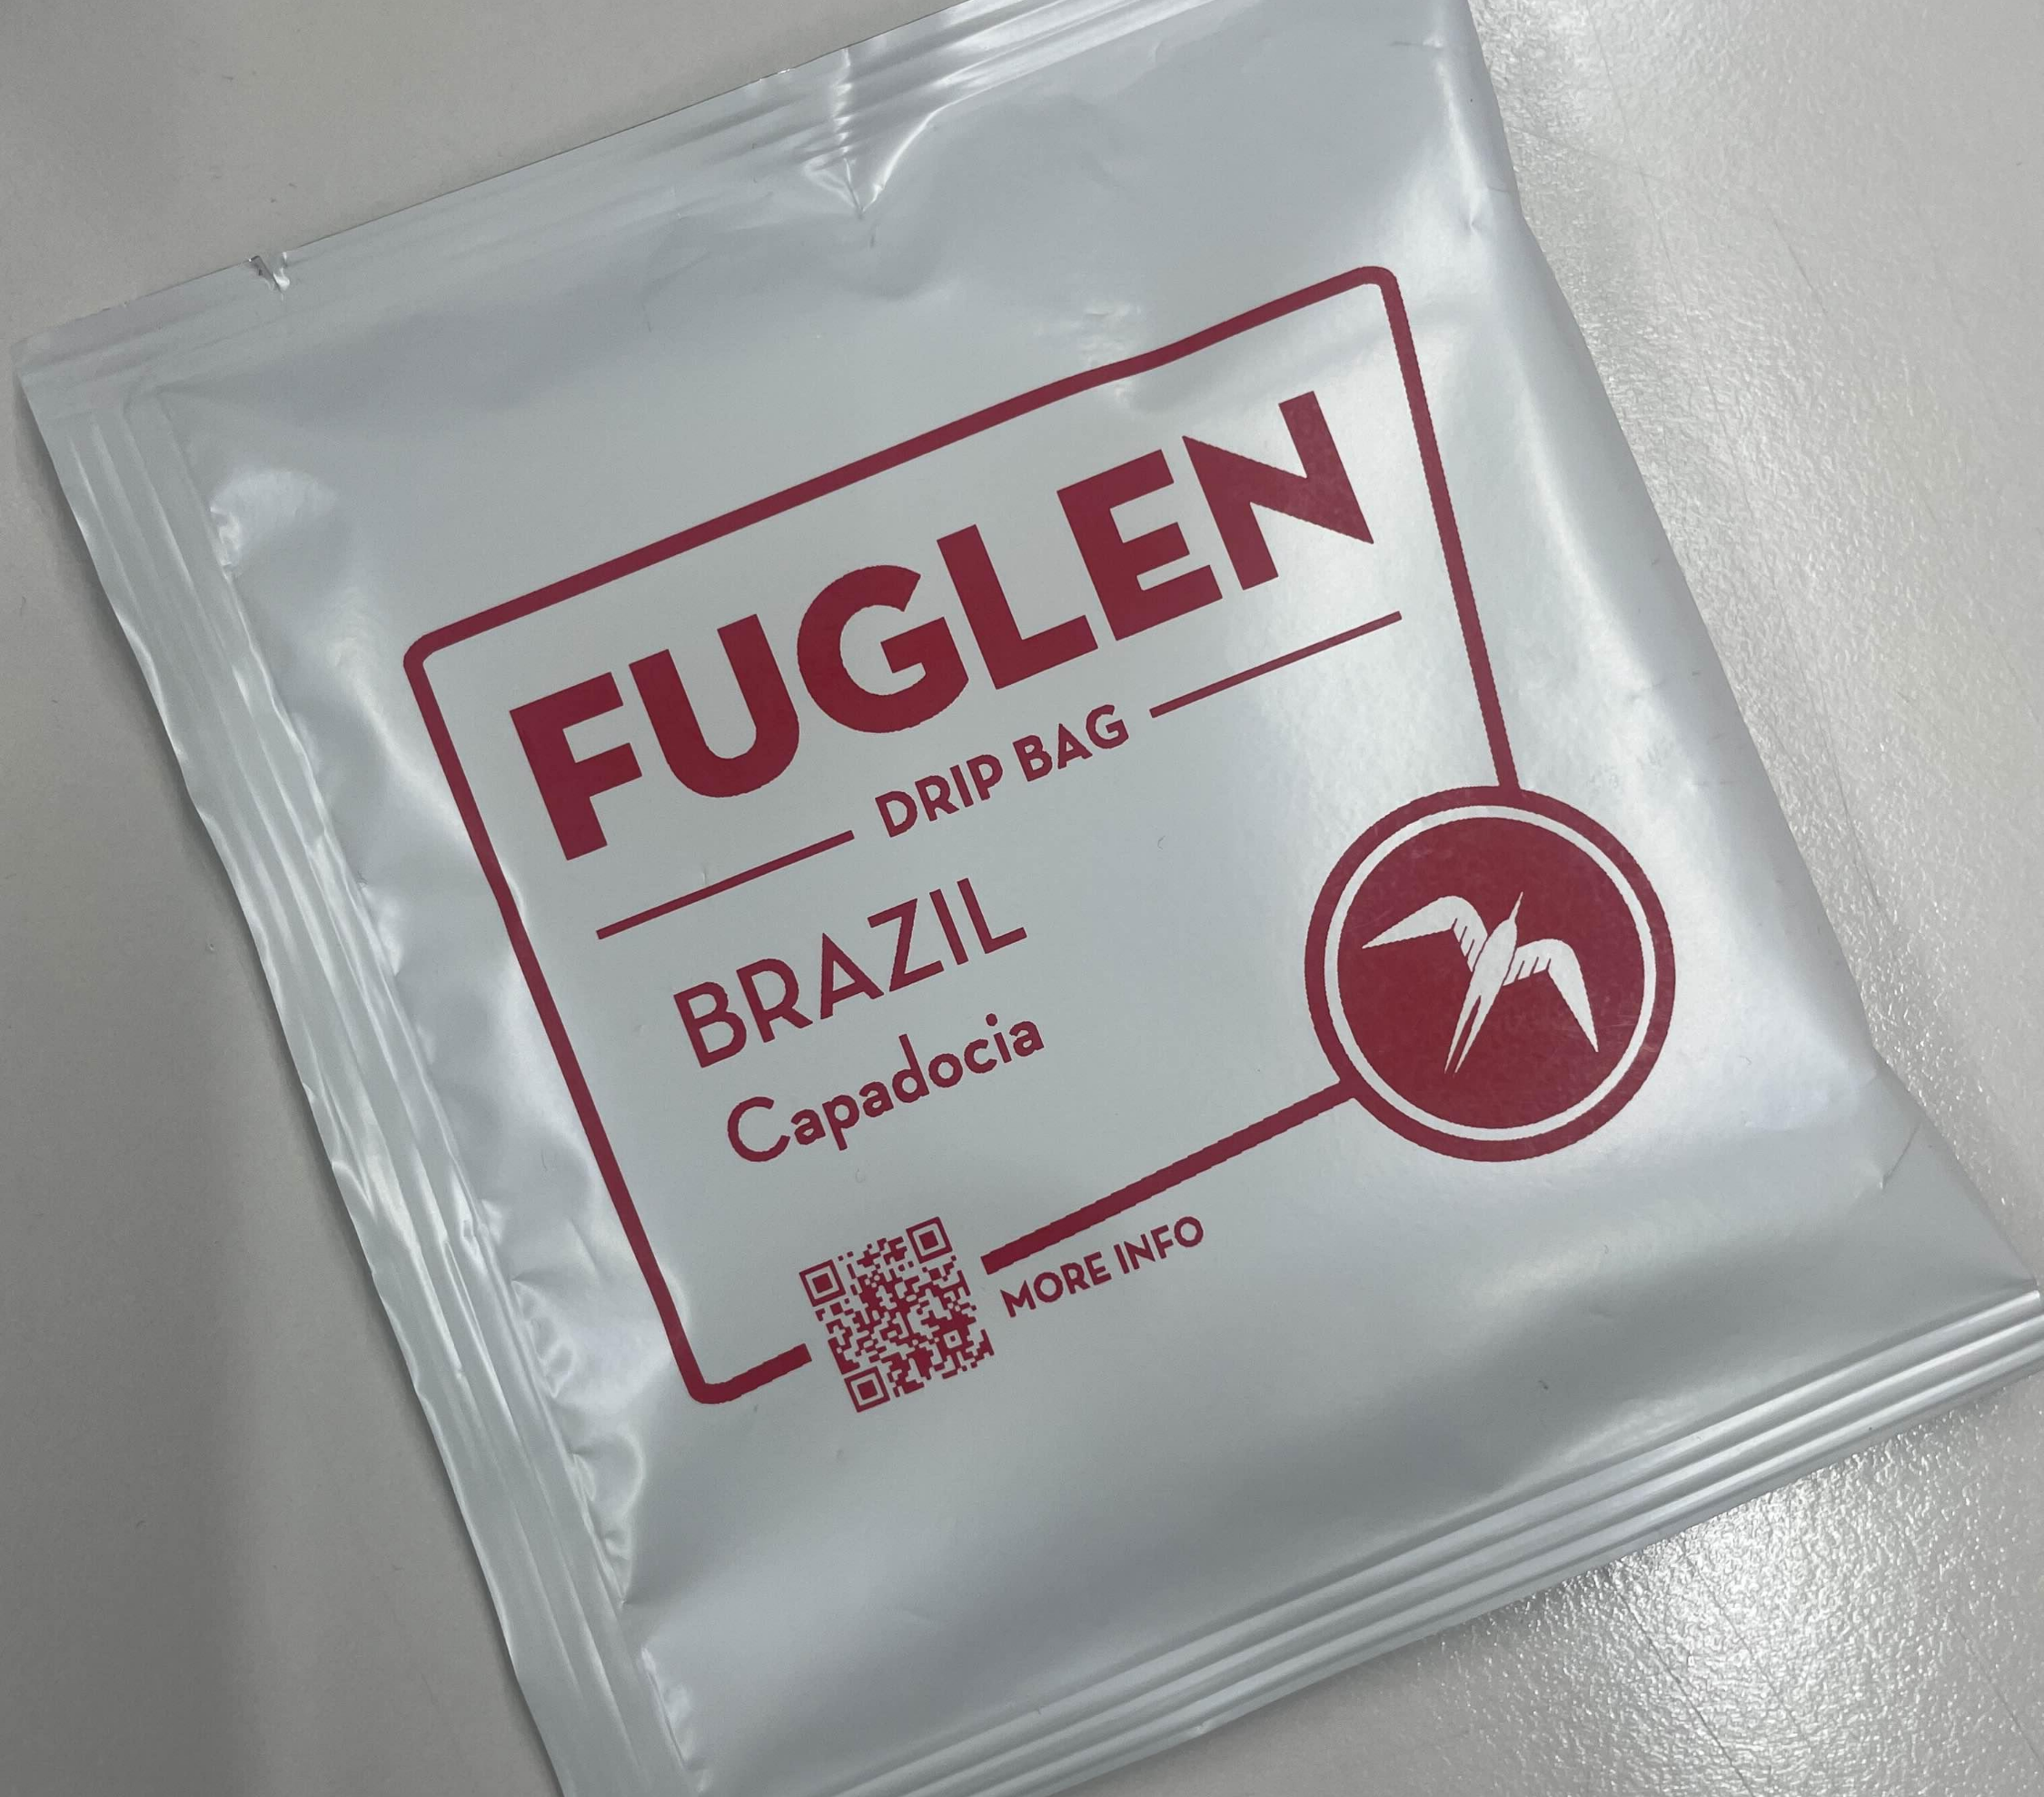 FUGLEN
DRIP BAG
BRAZIL
Capadocia
MORE INFO